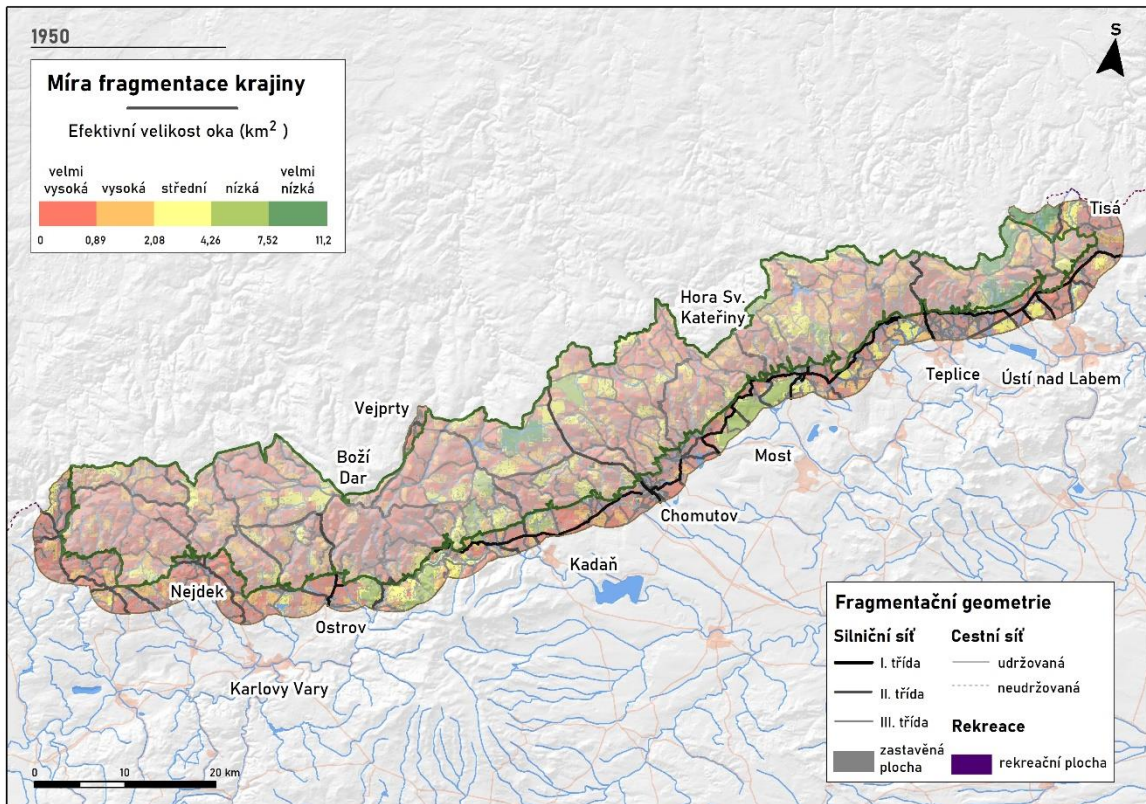 1950
Míra fragmentace krajiny
Efektivní velikost oka (km² )
velmi vysoká
vysoká
střední
nízká
velmi nízká
0 0,89 2,08 4,26 7,52 11,2
S
Tisá
Hora Sv.
Kateřiny
Teplice
Ústí nad Labem
Vejprty
Boží
Dar
Most
Chomutov
Kadaň
Nejdek
Ostrov
Karlovy Vary
Fragmentační geometrie
Silniční síť
I. třída
II. třída
III. třída
zastavěná
plocha
Cestní síť
udržovaná
neudržovaná
Rekreace
rekreační plocha
0 10 20 km